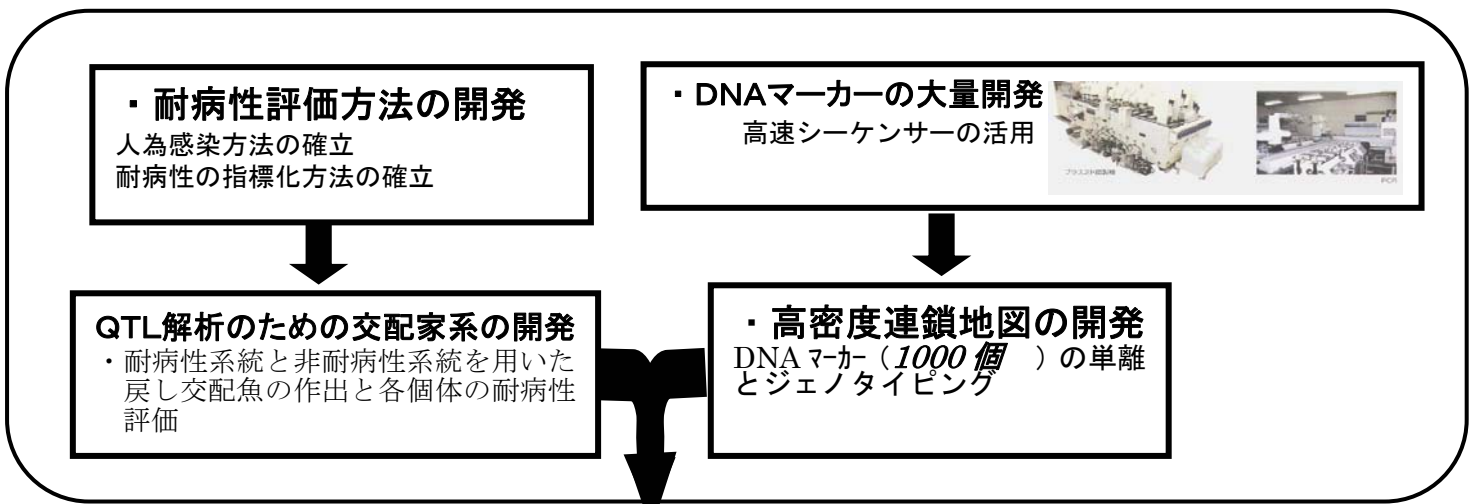 ・耐病性評価方法の開発
人為感染方法の確立
耐病性の指標化方法の確立
・DNAマーカーの大量開発
高速シーケンサーの活用
PCR
QTL解析のための交配家系の開発
・耐病性系統と非耐病性系統を用いた
戻し交配魚の作出と各個体の耐病性
評価
・高密度連鎖地図の開発
DNA マーカー（1000 個　）の単離
とジェノタイピング